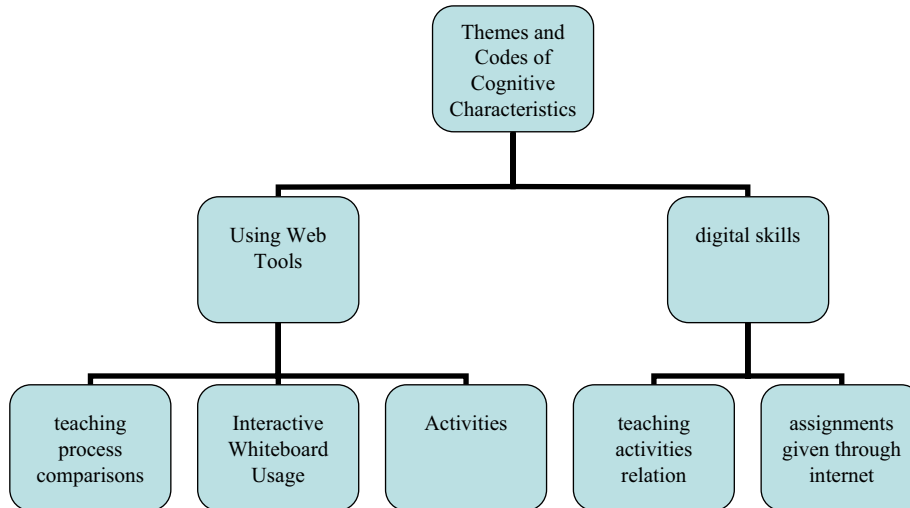 Themes and
Codes of
Cognitive
Characteristics
Using Web
Tools
digital skills
teaching
process
comparisons
Interactive
Whiteboard
Usage
Activities
teaching
activities
relation
assignments
given through
internet